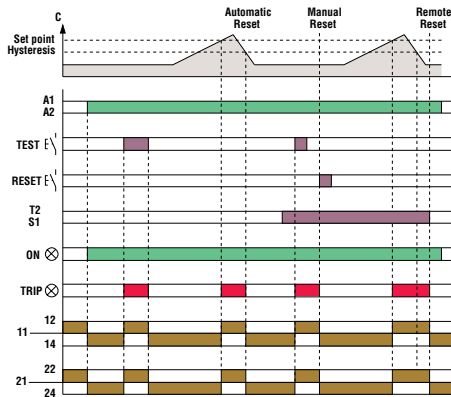 C
Automatic Reset
Manual Reset
Remote Reset
Set point
Hysteresis
A1
A2
TEST E
RESET E
T2
S1
ON
TRIP
12
11
14
22
21
24